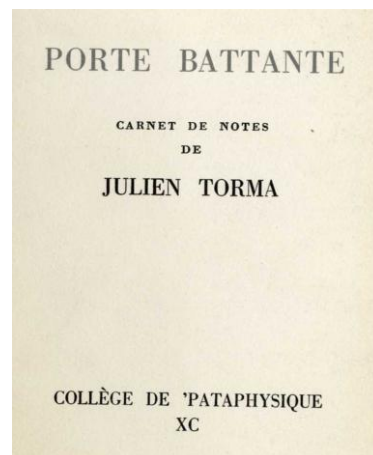 PORTE BATTANTE
CARNET DE NOTES
DE
JULIEN TORMA
COLLÈGE DE 'PATAPHYSIQUE
XC